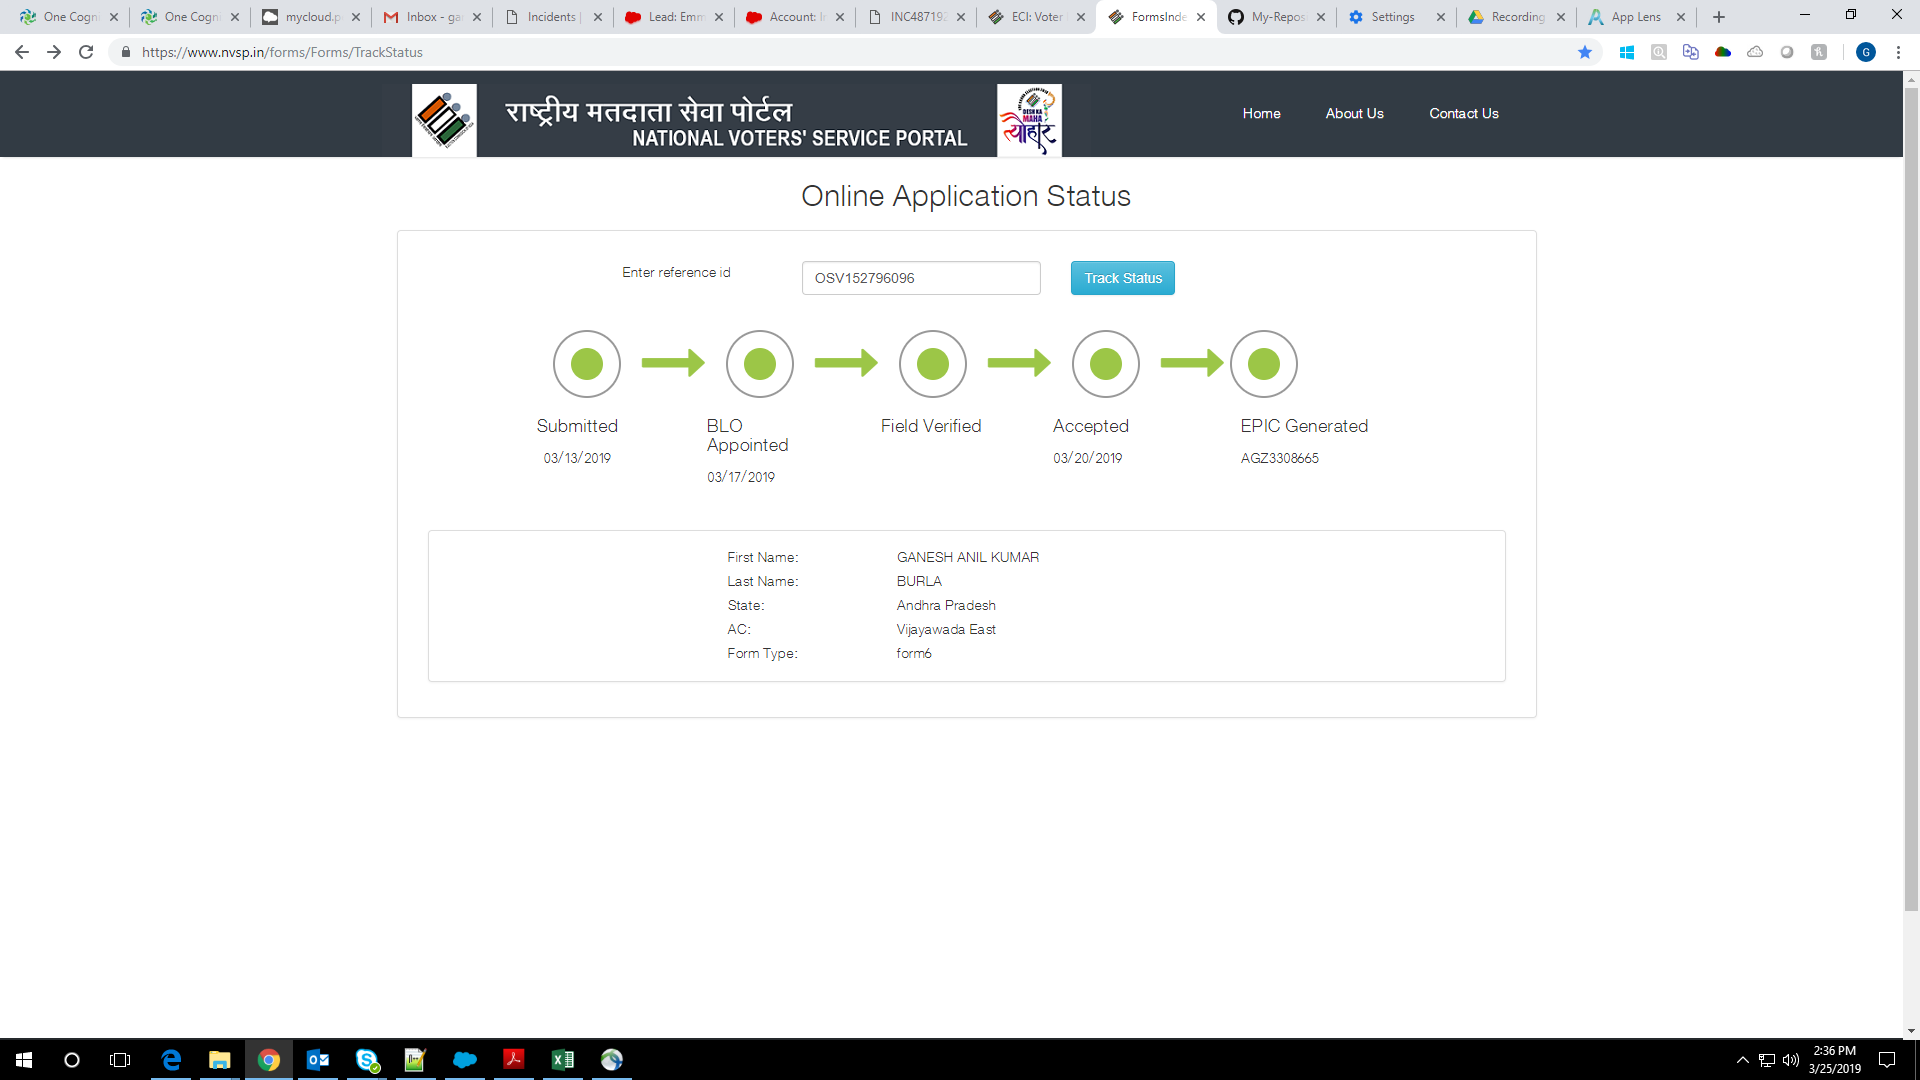 One Cogni
One Cogni
mycloud.p
Inbox - ga
Incidents |
Lead: Emm
Account: I
INC487192
ECI: Voter
FormsInde
My-Repos
Settings
Recording
App Lens
https://www.nvsp.in/forms/Forms/TrackStatus
G
राष्ट्रीय मतदाता सेवा पोर्टल
NATIONAL VOTERS' SERVICE PORTAL
DESH KA
MAHA
त्योहार
Home
About Us
Contact Us
Online Application Status
Enter reference id
OSV152796096
Track Status
Submitted
03/13/2019
BLO
Appointed
03/17/2019
Field Verified
Accepted
03/20/2019
EPIC Generated
AGZ3308665
First Name: GANESH ANIL KUMAR
Last Name: BURLA
State: Andhra Pradesh
AC: Vijayawada East
Form Type: form6
2:36 PM
3/25/2019